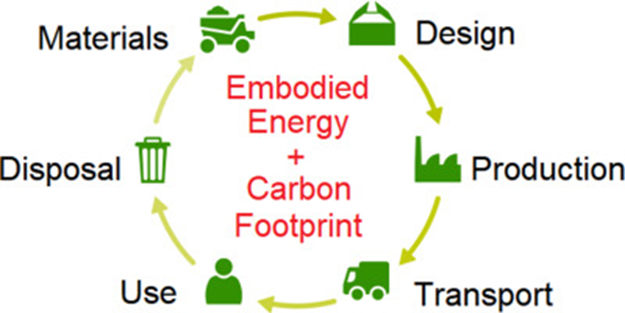 Materials
Design
Embodied
Energy
+
Carbon
Footprint
Disposal
Production
Use
Transport